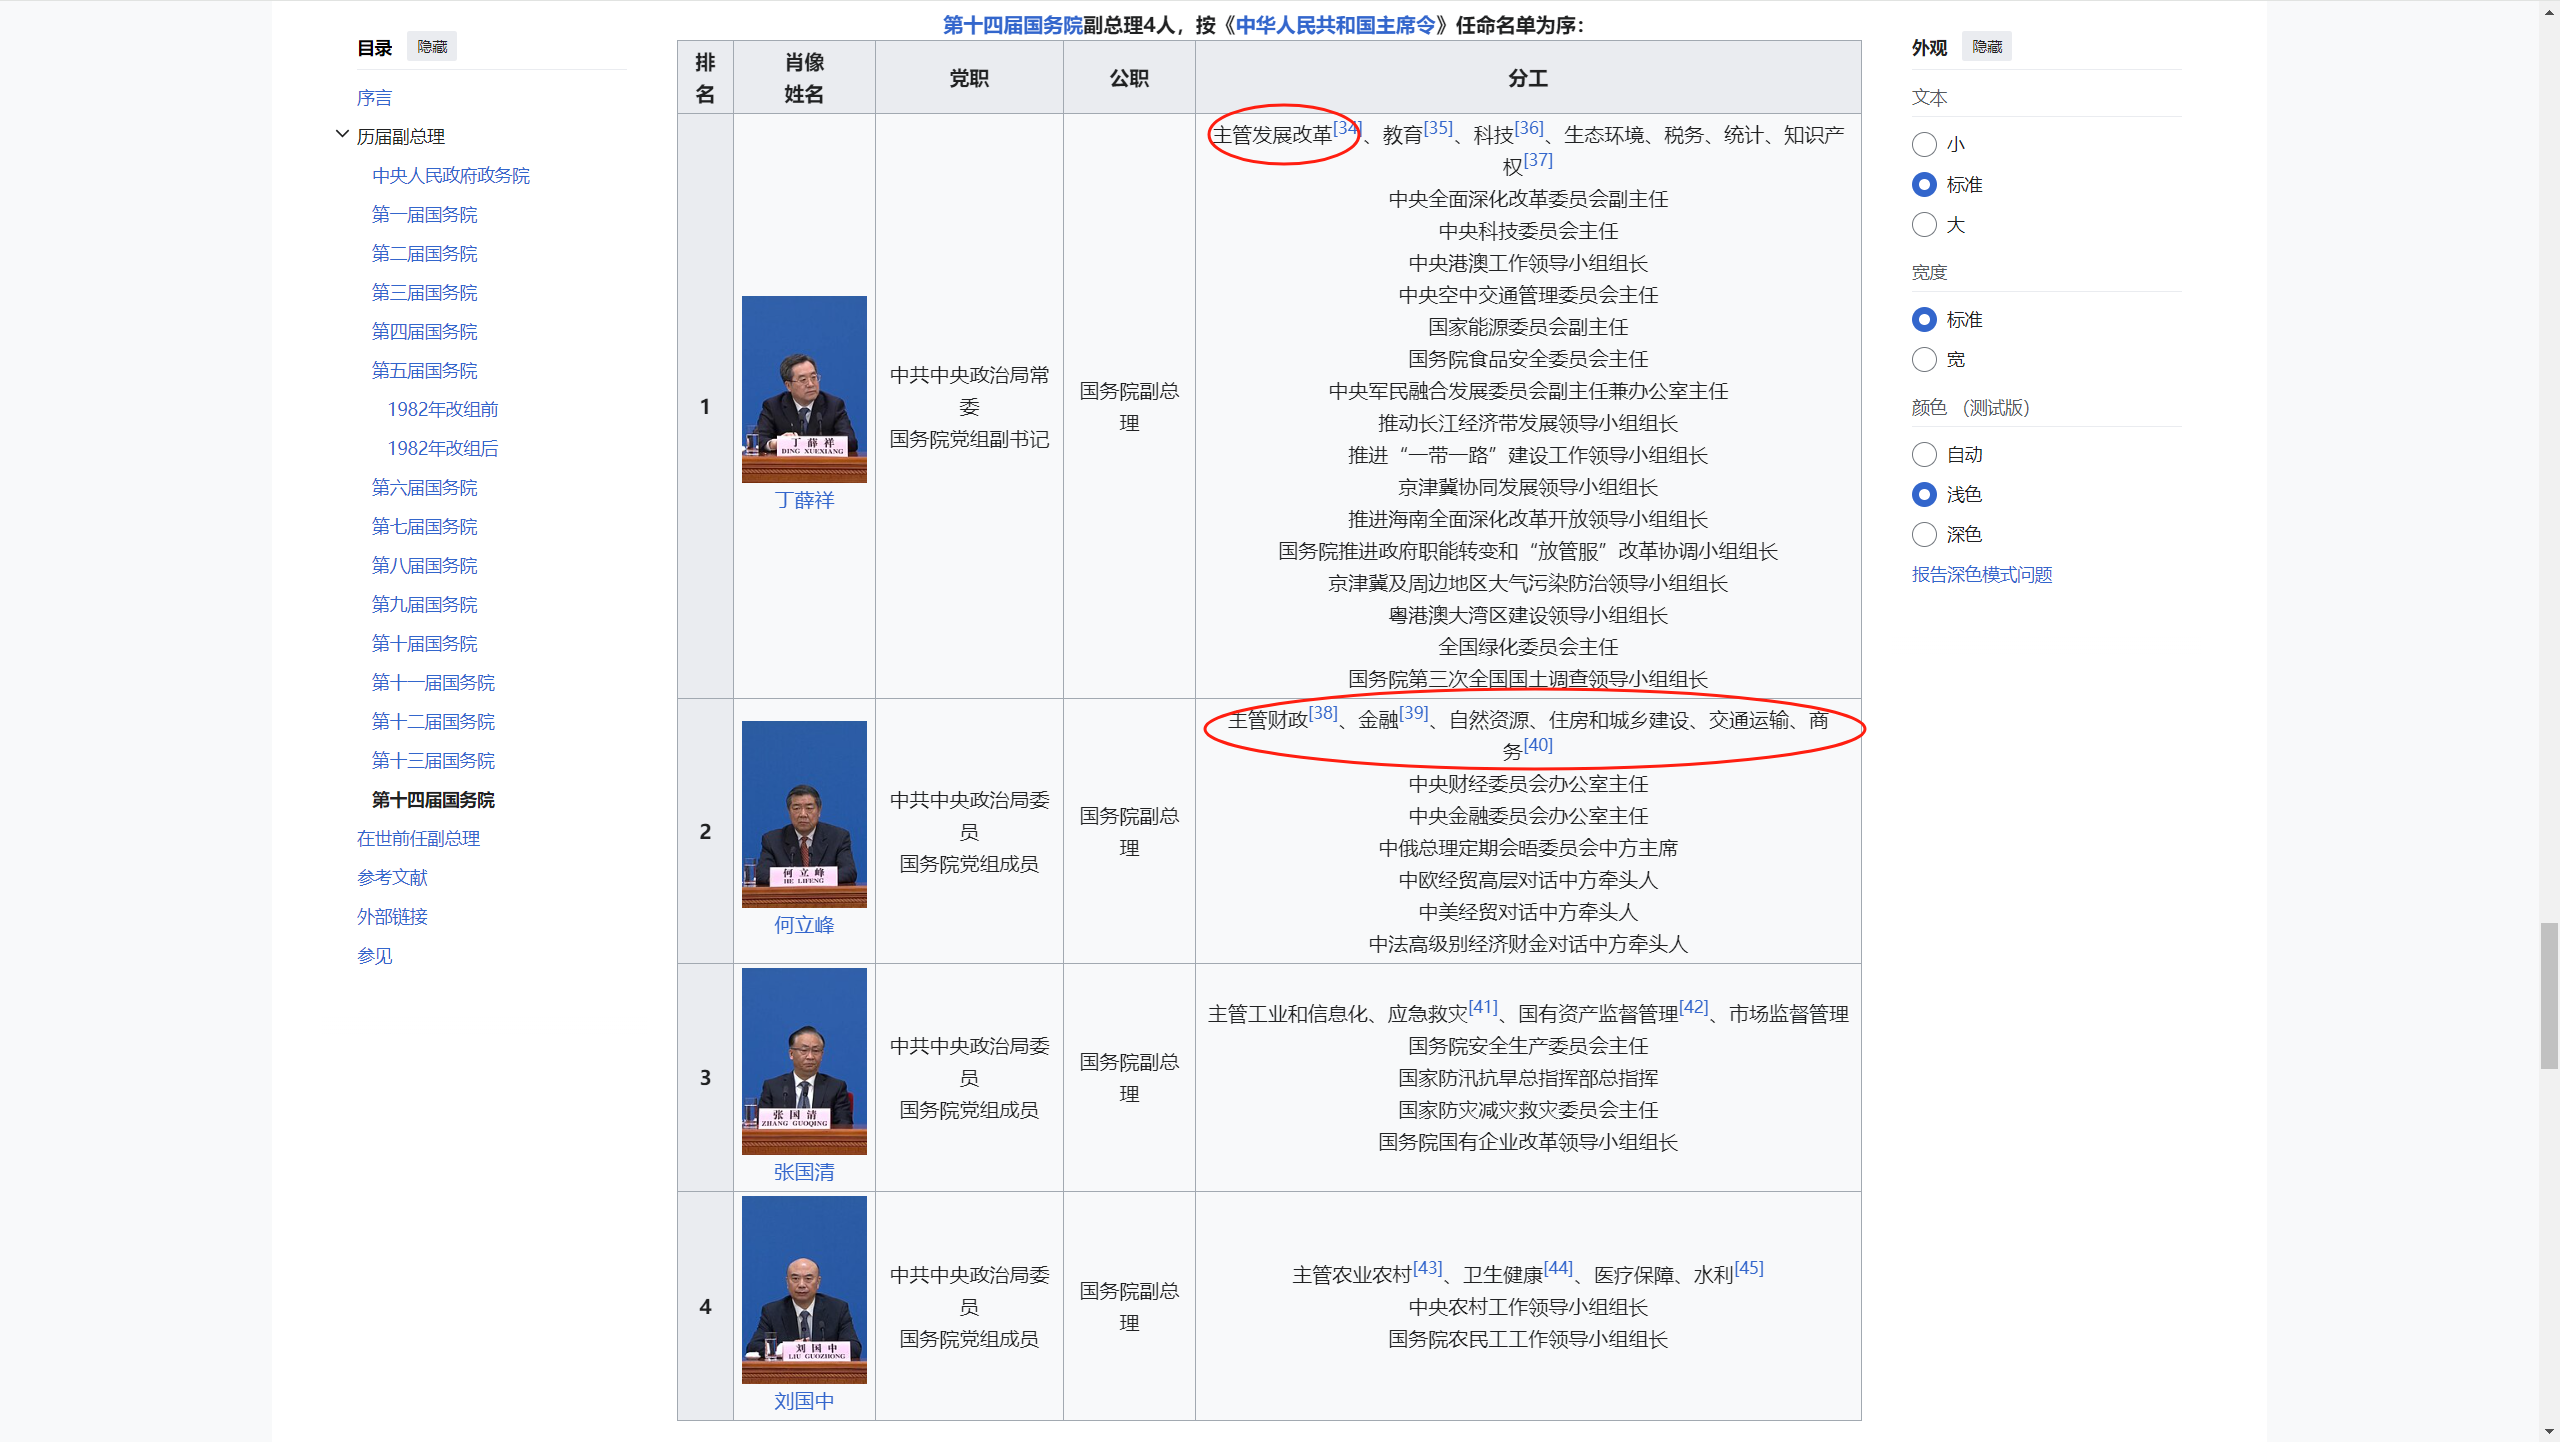 目录 隐藏
序言
历届副总理
中央人民政府政务院
第一届国务院
第二届国务院
第三届国务院
第四届国务院
第五届国务院
1982年改组前
1982年改组后
第六届国务院
第七届国务院
第八届国务院
第九届国务院
第十届国务院
第十一届国务院
第十二届国务院
第十三届国务院
第十四届国务院
在世前任副总理
参考文献
外部链接
参见
第十四届国务院副总理4人，按《中华人民共和国主席令》任命名单为序：
排名 肖像姓名 党职 公职 分工
1
丁薛祥
DING XUEXIANG
丁薛祥
中共中央政治局常
委
国务院党组副书记
国务院副总
理
主管发展改革[34]、教育[35]、科技[36]、生态环境、税务、统计、知识产
权[37]
中央全面深化改革委员会副主任
中央科技委员会主任
中央港澳工作领导小组组长
中央空中交通管理委员会主任
国家能源委员会副主任
国务院食品安全委员会主任
中央军民融合发展委员会副主任兼办公室主任
推动长江经济带发展领导小组组长
推进“一带一路”建设工作领导小组组长
京津冀协同发展领导小组组长
推进海南全面深化改革开放领导小组组长
国务院推进政府职能转变和“放管服”改革协调小组组长
京津冀及周边地区大气污染防治领导小组组长
粤港澳大湾区建设领导小组组长
全国绿化委员会主任
国务院第三次全国国土调查领导小组组长
2
何立峰
HE LIFENG
何立峰
中共中央政治局委
员
国务院党组成员
国务院副总
理
主管财政[38]、金融[39]、自然资源、住房和城乡建设、交通运输、商
务[40]
中央财经委员会办公室主任
中央金融委员会办公室主任
中俄总理定期会晤委员会中方主席
中欧经贸高层对话中方牵头人
中美经贸对话中方牵头人
中法高级别经济财金对话中方牵头人
3
张国清
ZHANG GUOQING
张国清
中共中央政治局委
员
国务院党组成员
国务院副总
理
主管工业和信息化、应急救灾[41]、国有资产监督管理[42]、市场监督管理
国务院安全生产委员会主任
国家防汛抗旱总指挥部总指挥
国家防灾减灾救灾委员会主任
国务院国有企业改革领导小组组长
4
刘国中
LIU GUOZHONG
刘国中
中共中央政治局委
员
国务院党组成员
国务院副总
理
主管农业农村[43]、卫生健康[44]、医疗保障、水利[45]
中央农村工作领导小组组长
国务院农民工工作领导小组组长
外观 隐藏
文本
小
标准
大
宽度
标准
宽
颜色 （测试版）
自动
浅色
深色
报告深色模式问题